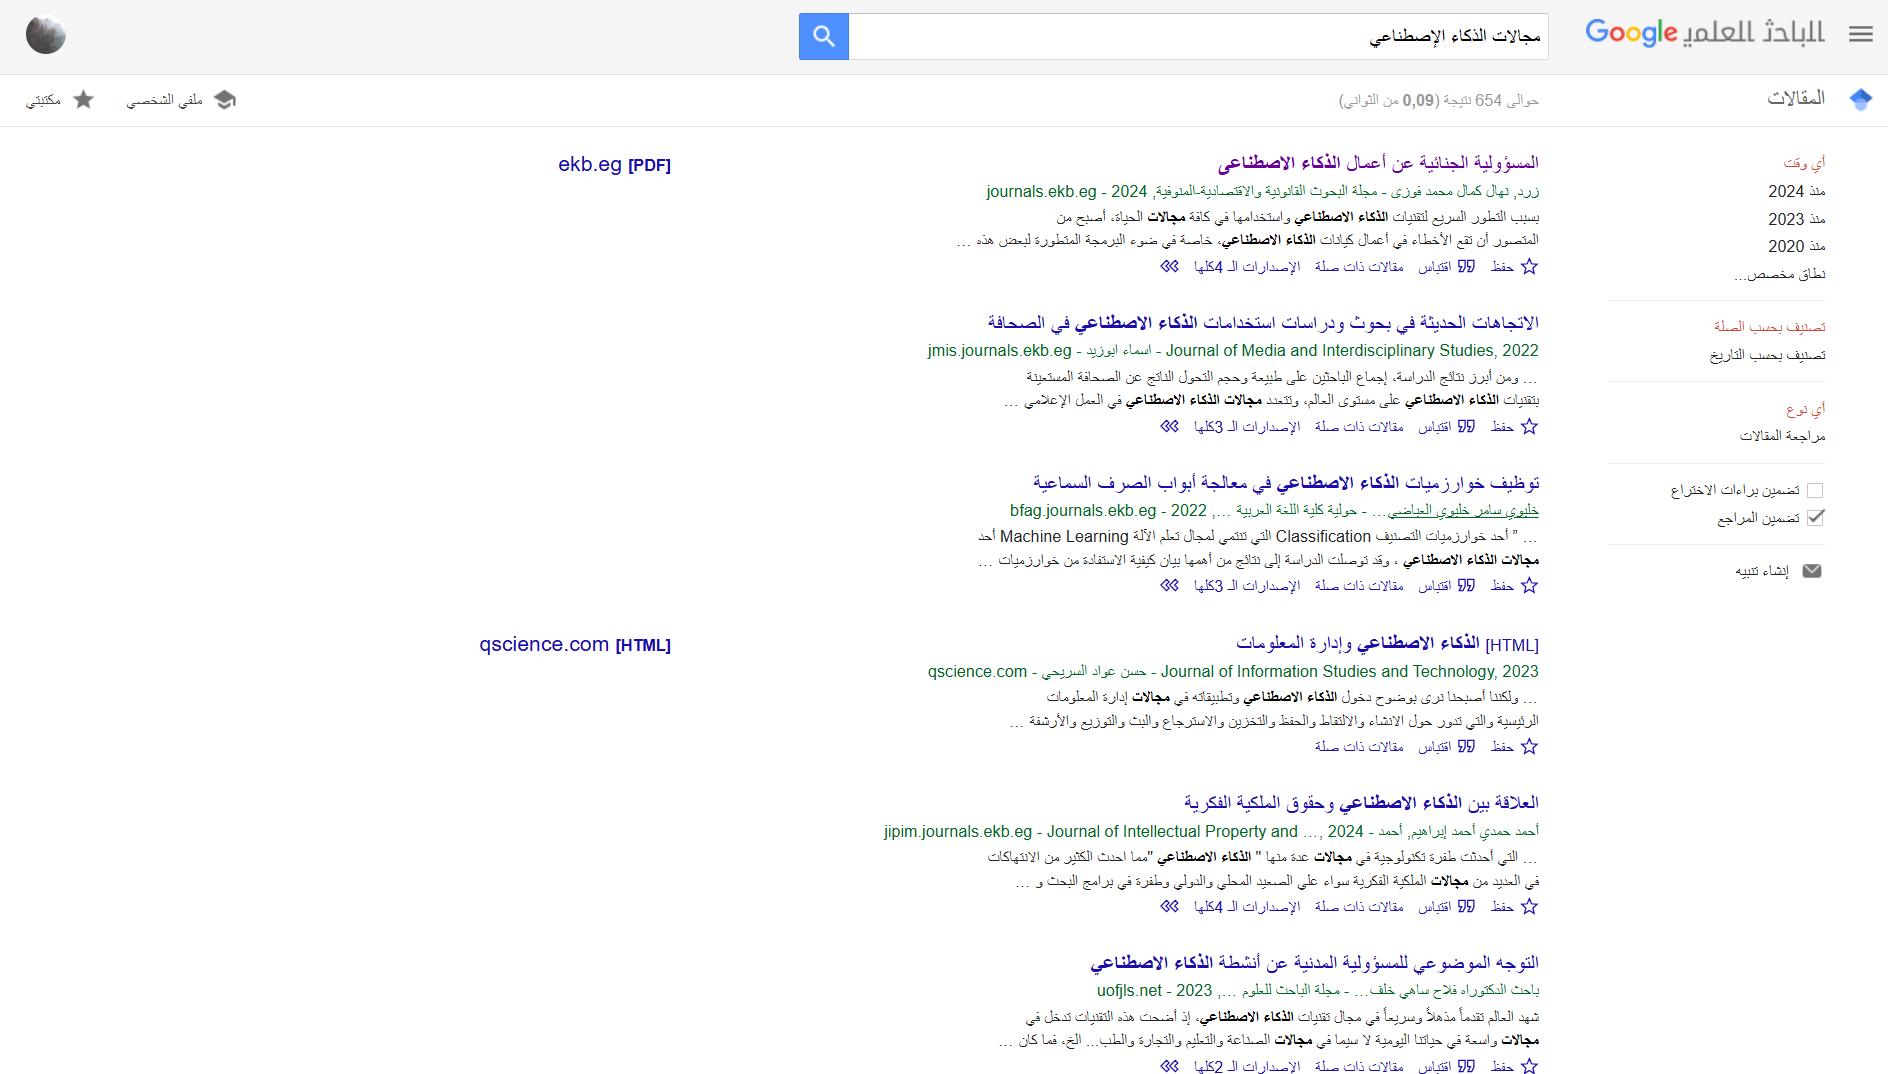 الباحث العلمي Google
مجالات الذكاء الإصطناعي
المقالات
حوالى 654 نتيجة (0,09 من الثواني)
ملفي الشخصي
مكتبتي
أي وقت
منذ 2024
منذ 2023
منذ 2020
نطاق مخصص...
تصنيف بحسب الصلة
تصنيف بحسب التاريخ
أي نوع
مراجعة المقالات
تضمين براءات الاختراع
تضمين المراجع
إنشاء تنبيه
المسؤولية الجنائية عن أعمال الذكاء الاصطناعى
[PDF] ekb.eg
زرد, نهال كمال محمد فوزى - مجلة البحوث القانونية والاقتصادية-المنوفية, 2024 - journals.ekb.eg
بسبب التطور السريع لتقنيات الذكاء الاصطناعي واستخدامها في كافة مجالات الحياة، أصبح من
المتصور أن تقع الأخطاء في أعمال كيانات الذكاء الاصطناعي، خاصة في ضوء البرمجة المتطورة لبعض هذه …
حفظ اقتباس مقالات ذات صلة الإصدارات الـ 4كلها
الاتجاهات الحديثة في بحوث ودراسات استخدامات الذكاء الاصطناعي في الصحافة
اسماء ابوزيد - Journal of Media and Interdisciplinary Studies, 2022 - jmis.journals.ekb.eg
… ومن أبرز نتائج الدراسة، إجماع الباحثين على طبيعة وحجم التحول الناتج عن الصحافة المستعينة
بتقنيات الذكاء الاصطناعي على مستوى العالم، وتتعدد مجالات الذكاء الاصطناعي في العمل الإعلامي …
حفظ اقتباس مقالات ذات صلة الإصدارات الـ 3كلها
توظيف خوارزميات الذكاء الاصطناعي في معالجة أبواب الصرف السماعية
خليوي سامر خليوي العياضي… - حولية کلية اللغة العربية …, 2022 - bfag.journals.ekb.eg
… ” أحد خوارزميات التصنيف Classification التي تنتمي لمجال تعلم الآلة Machine Learning أحد
مجالات الذكاء الاصطناعي ، وقد توصلت الدراسة إلى نتائج من أهمها بيان كيفية الاستفادة من خوارزميات …
حفظ اقتباس مقالات ذات صلة الإصدارات الـ 3كلها
[HTML] الذكاء الاصطناعي وإدارة المعلومات
[HTML] qscience.com
حسن عواد السريحي - Journal of Information Studies and Technology, 2023 - qscience.com
… ولكننا أصبحنا نرى بوضوح دخول الذكاء الاصطناعي وتطبيقاته في مجالات إدارة المعلومات
الرئيسية والتي تدور حول الانشاء والالتقاط والحفظ والتخزين والاسترجاع والبث والتوزيع والأرشفة …
حفظ اقتباس مقالات ذات صلة
العلاقة بين الذكاء الاصطناعي وحقوق الملكية الفكرية
أحمد حمدي أحمد إبراهيم, أحمد - Journal of Intellectual Property and …, 2024 - jipim.journals.ekb.eg
… التي أحدثت طفرة تكنولوجية في مجالات عدة منها " الذكاء الاصطناعي "مما احدث الكثير من الانتهاكات
في العديد من مجالات الملكية الفكرية سواء على الصعيد المحلي والدولي وطفرة في برامج البحث و …
حفظ اقتباس مقالات ذات صلة الإصدارات الـ 4كلها
التوجه الموضوعي للمسؤولية المدنية عن أنشطة الذكاء الاصطناعي
باحث الدكتوراه فلاح ساهي خلف… - مجلة الباحث للعلوم …, 2023 - uofjls.net
شهد العالم تقدماً مذهلاً وسريعاً في مجال تقنيات الذكاء الاصطناعي، إذ أضحت هذه التقنيات تدخل في
مجالات واسعة في حياتنا اليومية لا سيما في مجالات الصناعة والتعليم والتجارة والطب... الخ، فما كان …
حفظ اقتباس مقالات ذات صلة الإصدارات الـ 2كلها